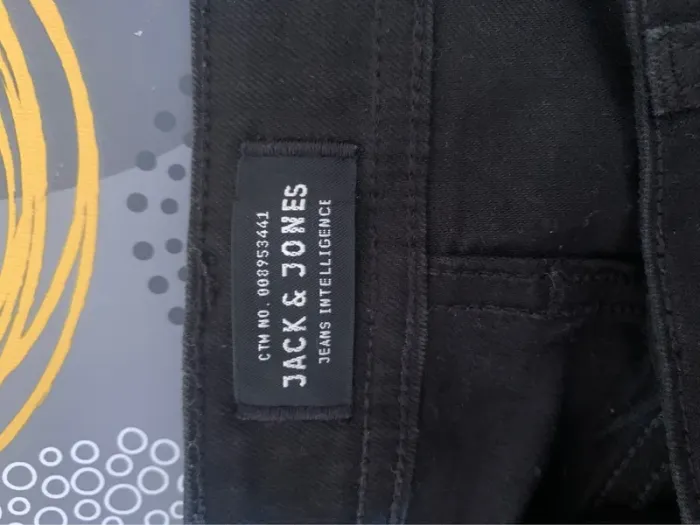 CTM NO. 008953441
JACK & JONES
JEANS INTELLIGENCE